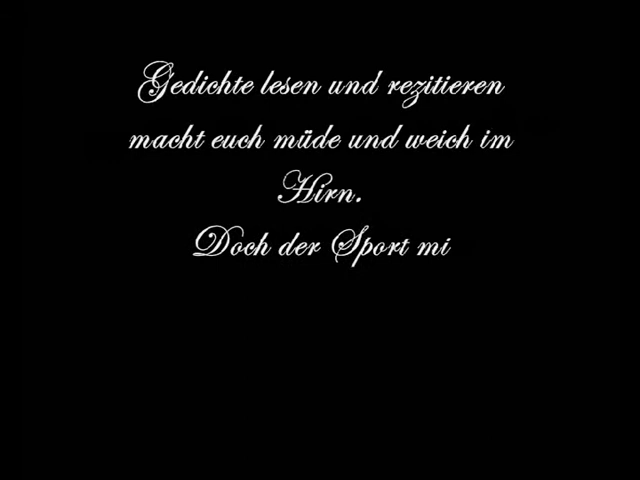 Gedichte lesen und rezitieren
macht euch müde und weich im
Hirn.
Doch der Sport mi